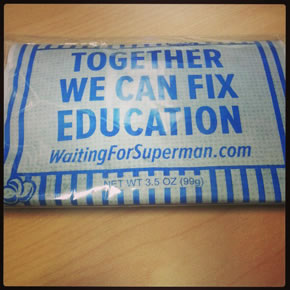 TOGETHER
WE CAN FIX
EDUCATION
WaitingForSuperman.com
NET WT 3.5 OZ (99g)